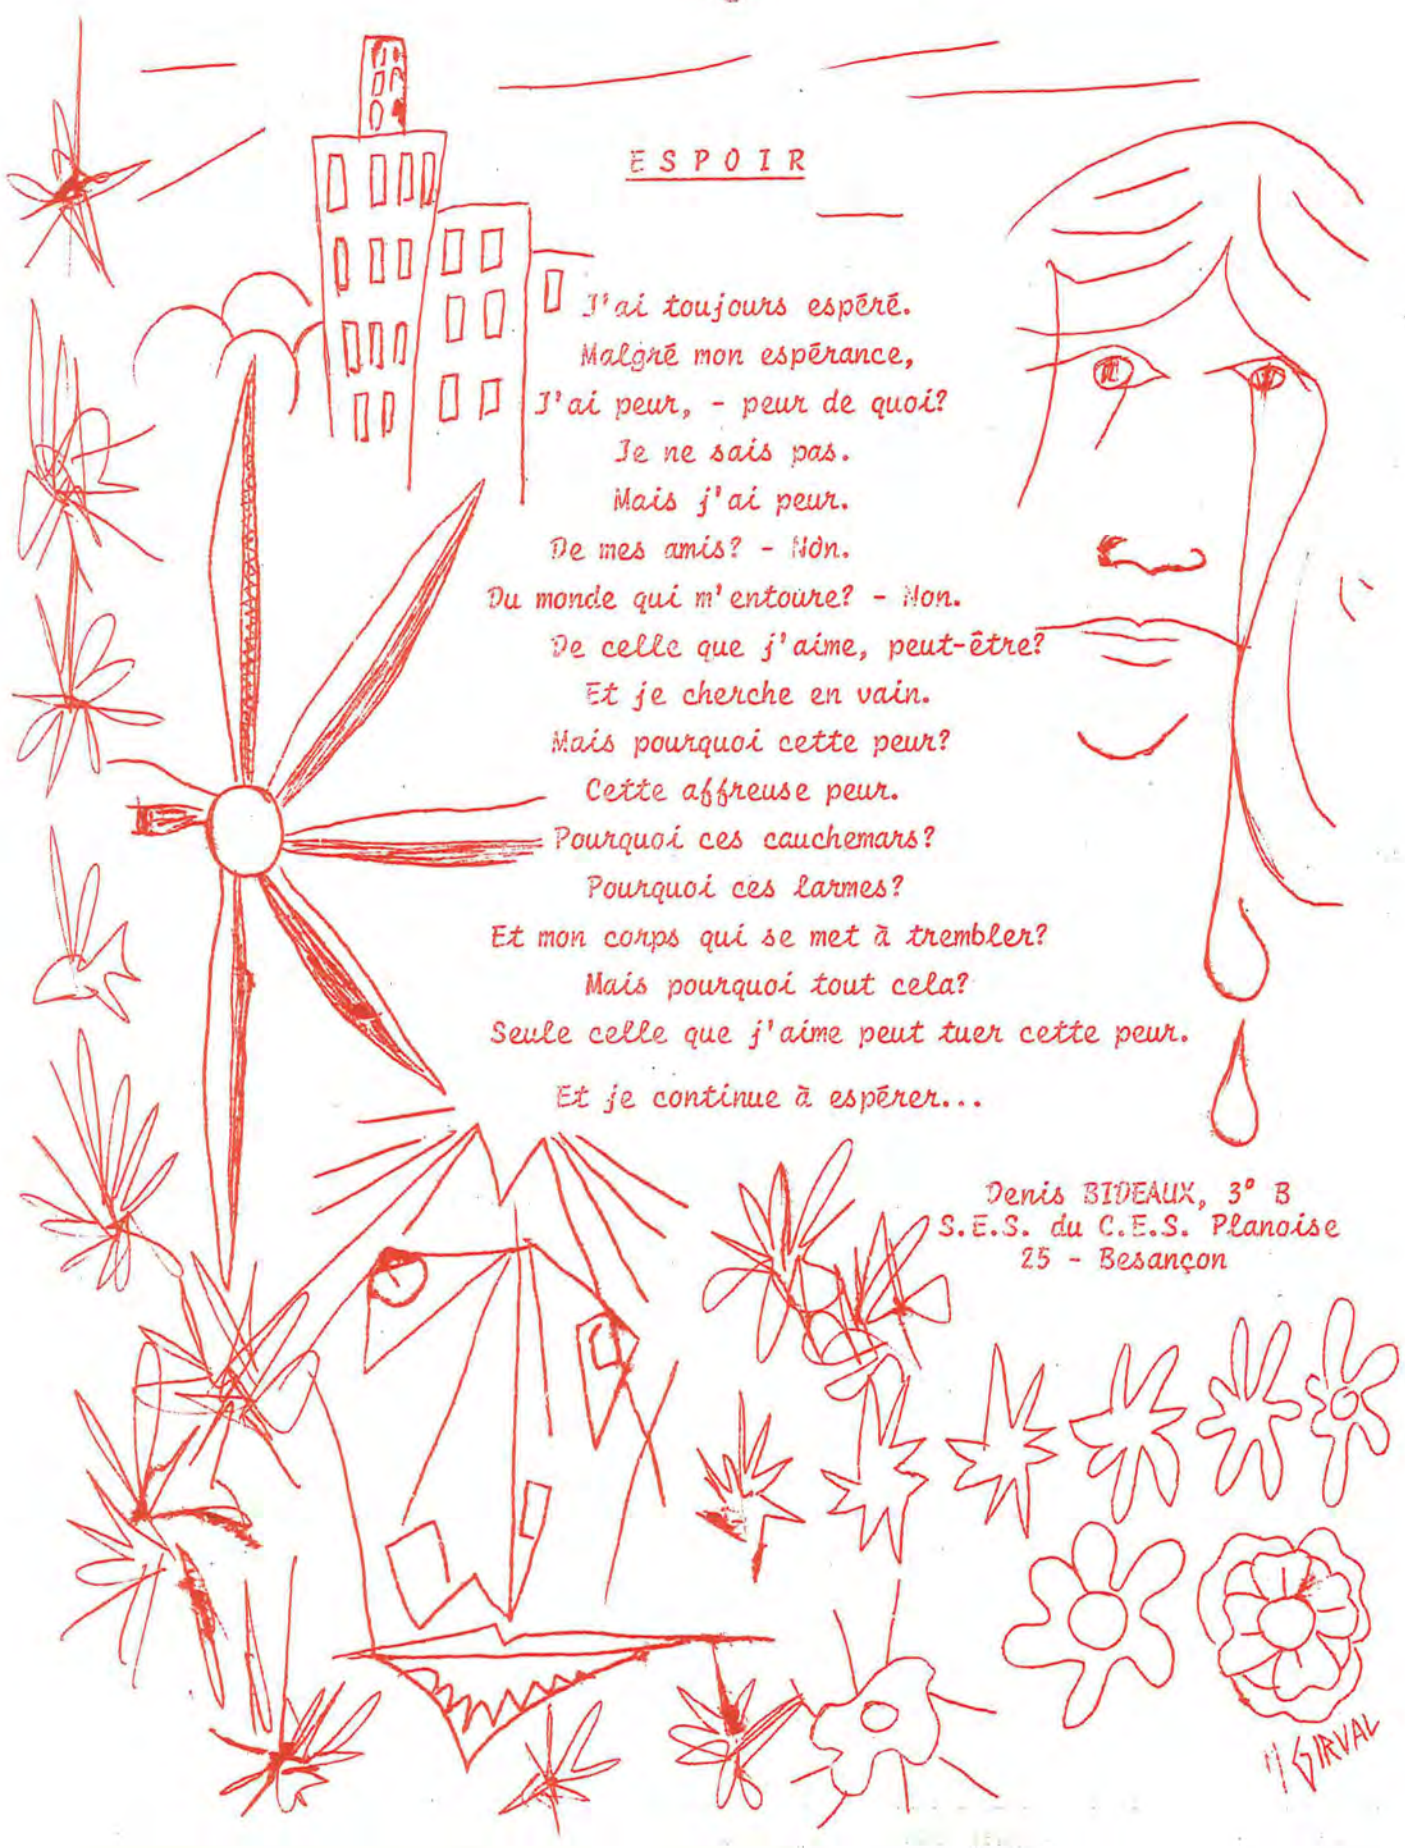 ESPOIR
J'ai toujours espéré.
Malgré mon espérance,
J'ai peur, - peur de quoi?
Je ne sais pas.
Mais j'ai peur.
De mes amis? - Non.
Du monde qui m'entoure? - Non.
De celle que j'aime, peut-être?
Et je cherche en vain.
Mais pourquoi cette peur?
Cette affreuse peur.
Pourquoi ces cauchemars?
Pourquoi ces larmes?
Et mon corps qui se met à trembler?
Mais pourquoi tout cela?
Seule celle que j'aime peut tuer cette peur.
Et je continue à espérer...
Denis BIDEAUX, 3° B
S.E.S. du C.E.S. Planoise
25 - Besançon
GIRVAL